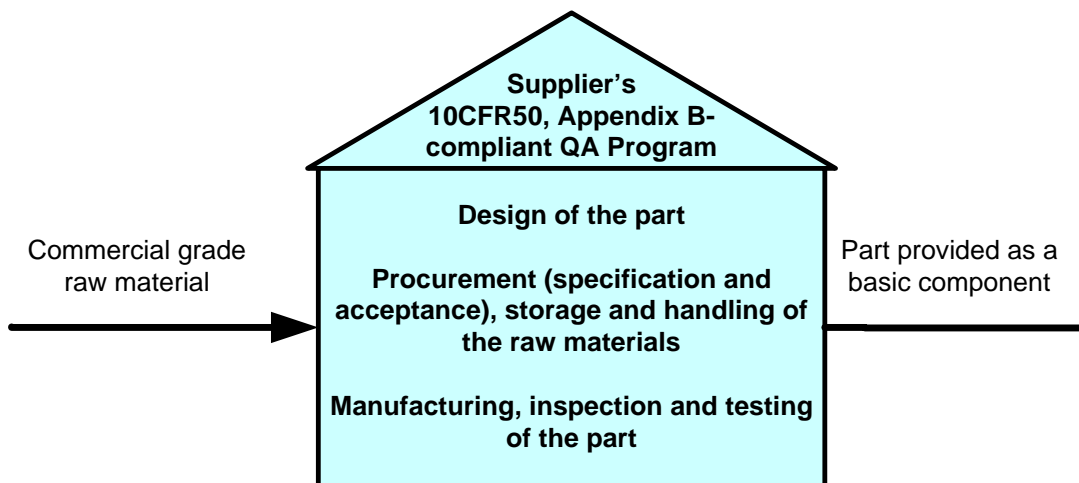 Supplier's
10CFR50, Appendix B-
compliant QA Program
Design of the part
Commercial grade
raw material
Procurement (specification and
acceptance), storage and handling of
the raw materials
Part provided as a
basic component
Manufacturing, inspection and testing
of the part